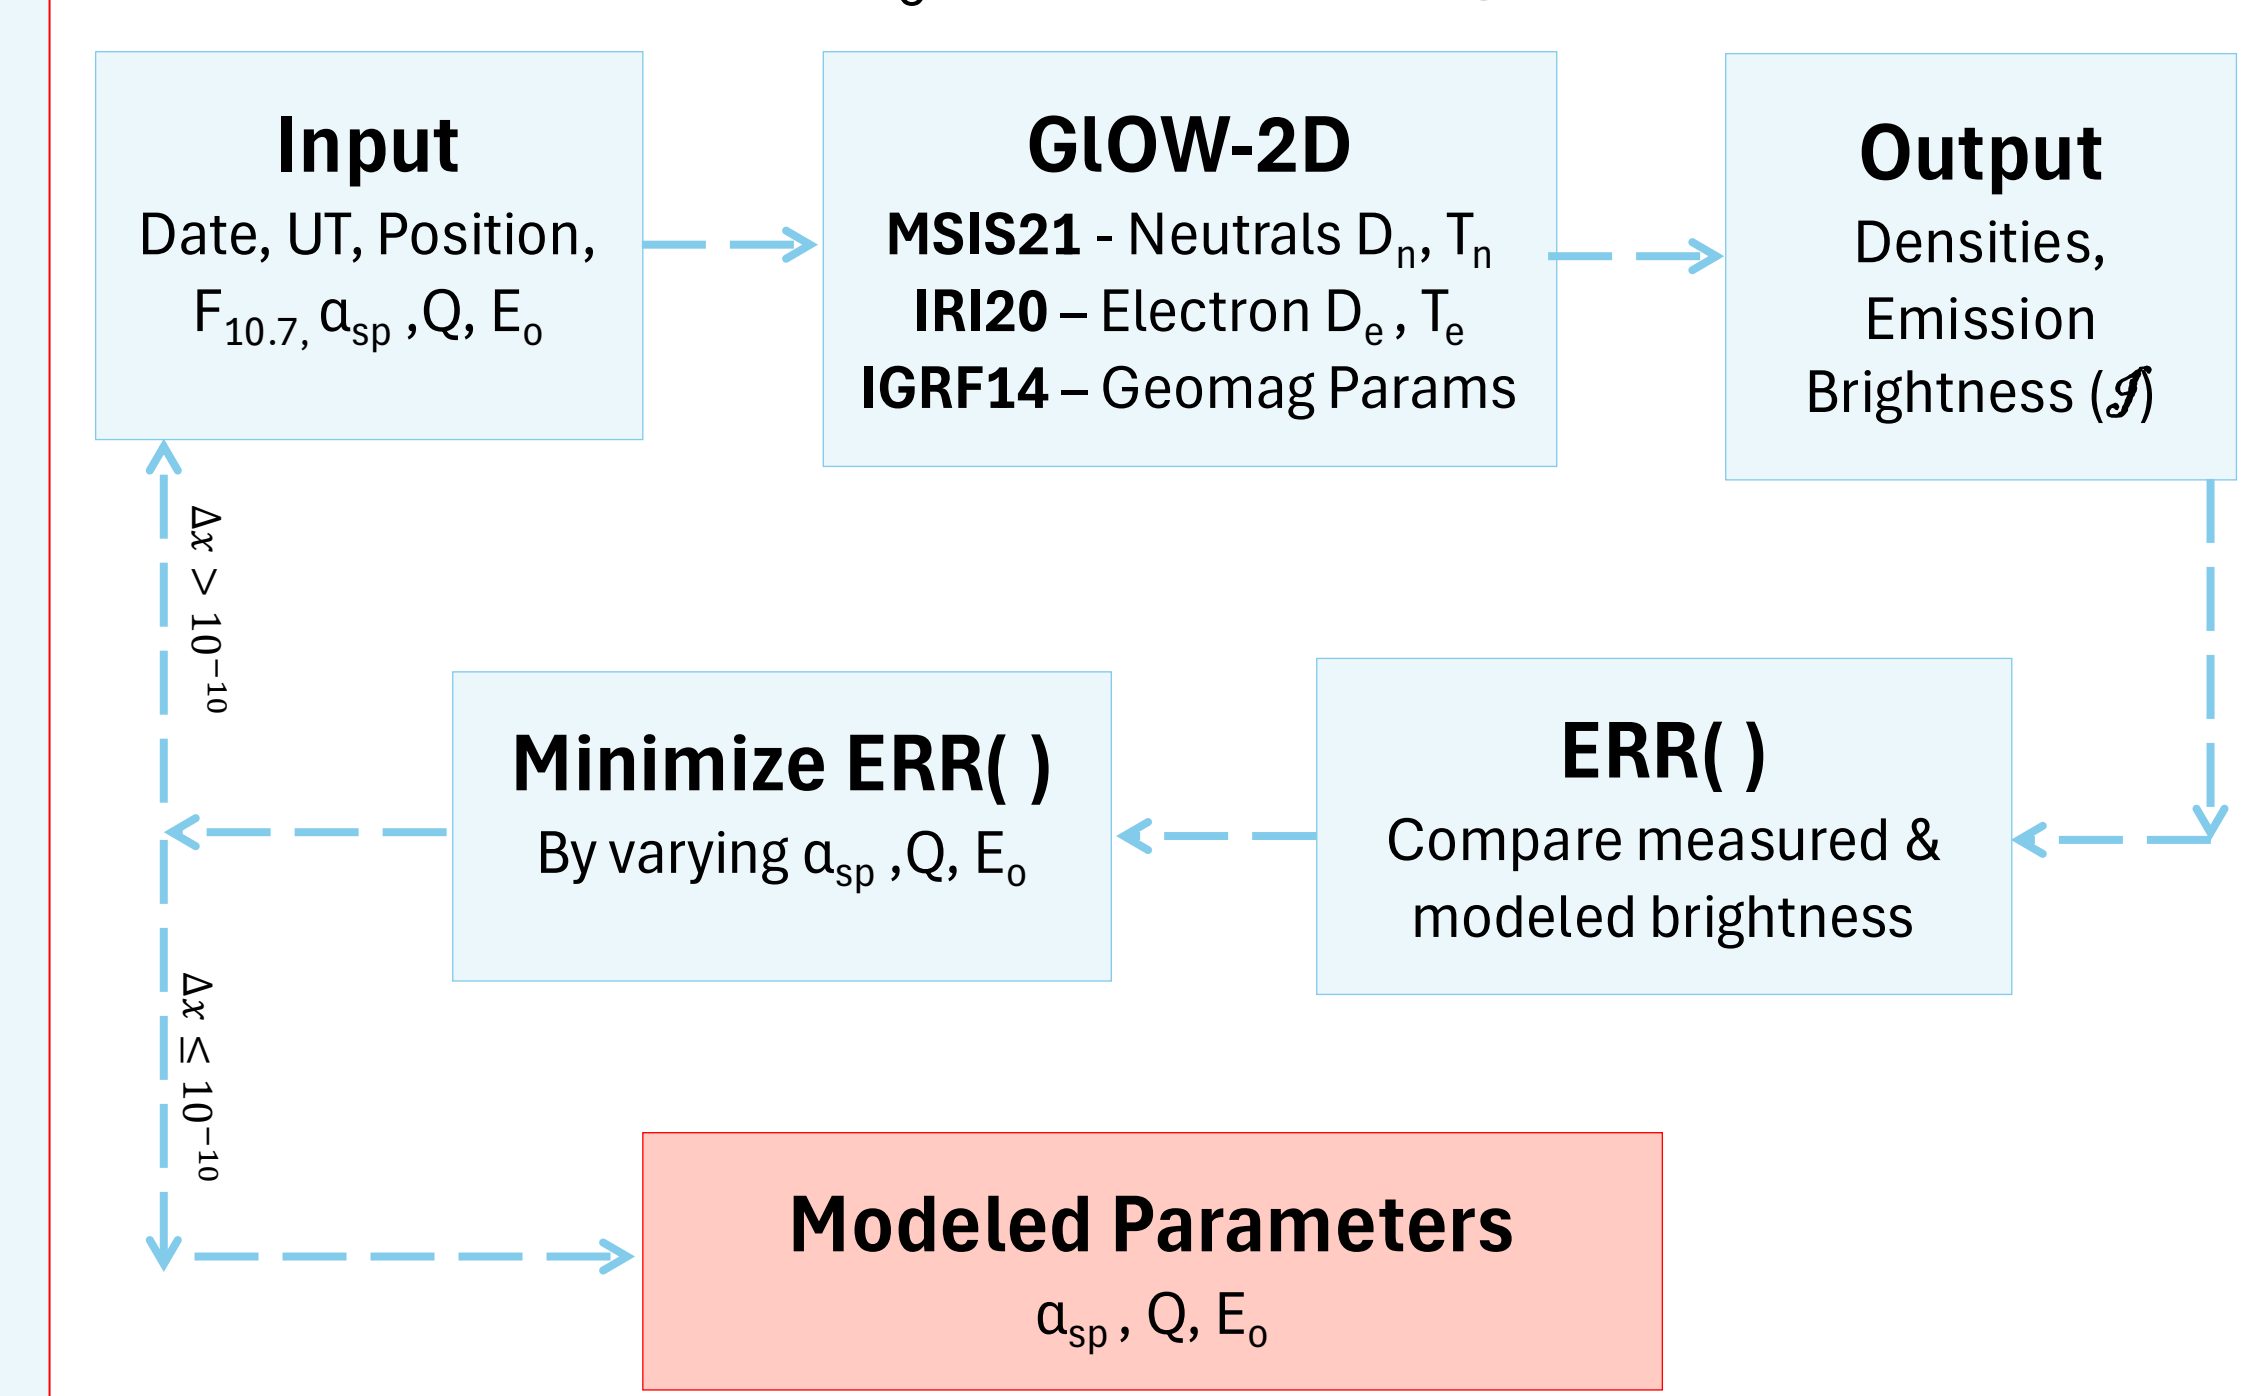 Input
Date, UT, Position,
F₁₀.₇, αₛₚ ,Q, Eₒ
GlOW-2D
MSIS21 - Neutrals Dₙ, Tₙ
IRI20 – Electron Dₑ , Tₑ
IGRF14 – Geomag Params
Output
Densities,
Emission
Brightness (ℐ)
Δx > 10⁻¹⁰
ERR( )
Compare measured &
modeled brightness
Minimize ERR( )
By varying αₛₚ ,Q, Eₒ
Δx ≤ 10⁻¹⁰
Modeled Parameters
αₛₚ , Q, Eₒ